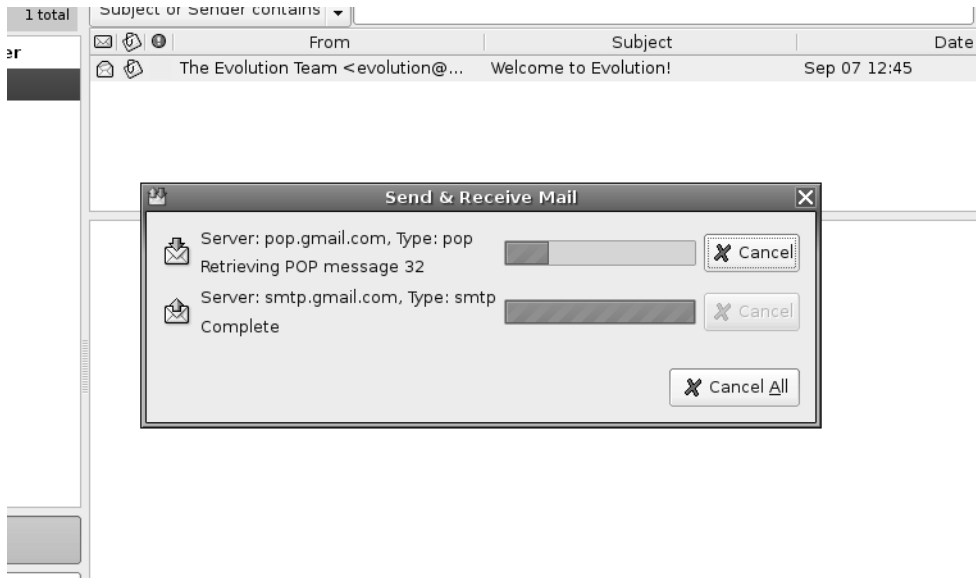 1 total
Subject or Sender contains
er
From Subject Date
The Evolution Team <evolution@... Welcome to Evolution! Sep 07 12:45
Send & Receive Mail
Server: pop.gmail.com, Type: pop
Retrieving POP message 32
Cancel
Server: smtp.gmail.com, Type: smtp
Complete
Cancel
Cancel All